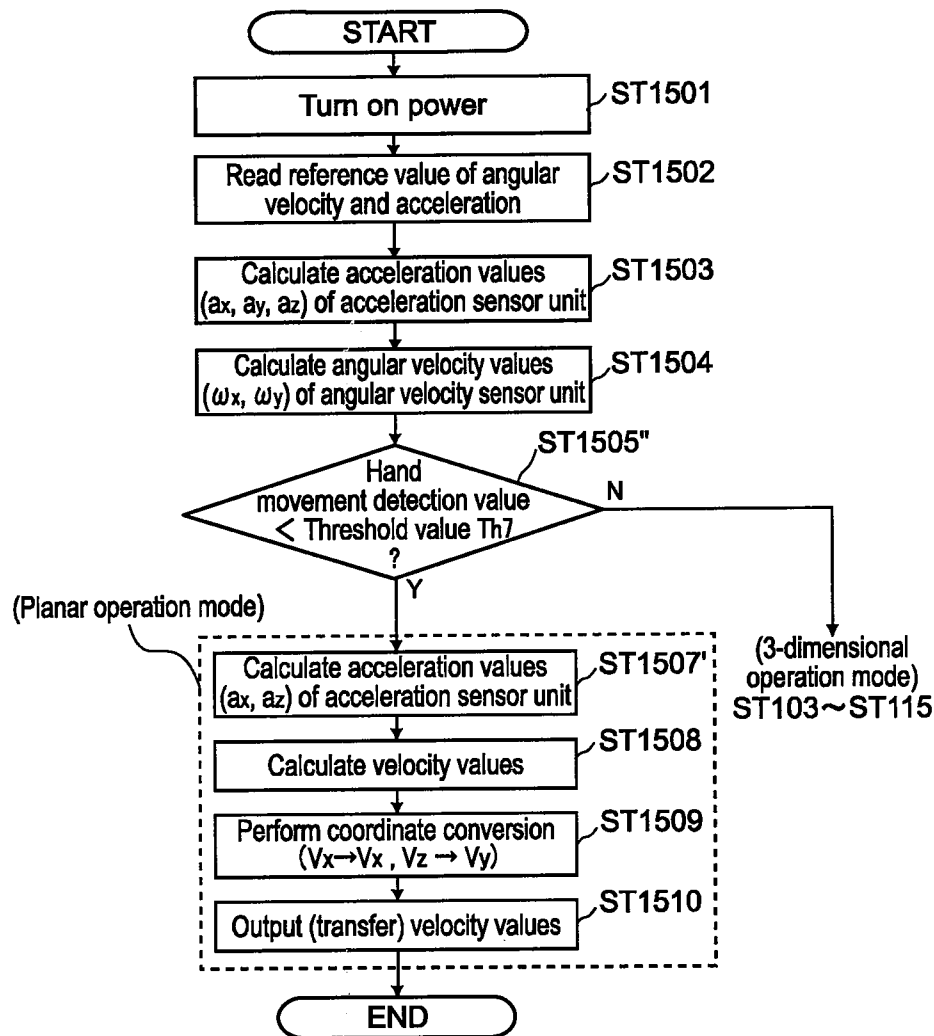 START
Turn on power
ST1501
Read reference value of angular
velocity and acceleration
ST1502
Calculate acceleration values
(ax, ay, az) of acceleration sensor unit
ST1503
Calculate angular velocity values
(ωx, ωy) of angular velocity sensor unit
ST1504
Hand
movement detection value
< Threshold value Th7
?
ST1505"
N
Y
(Planar operation mode)
(3-dimensional
operation mode)
ST103~ST115
Calculate acceleration values
(ax, az) of acceleration sensor unit
ST1507'
Calculate velocity values
ST1508
Perform coordinate conversion
(Vx→Vx , Vz → Vy)
ST1509
Output (transfer) velocity values
ST1510
END